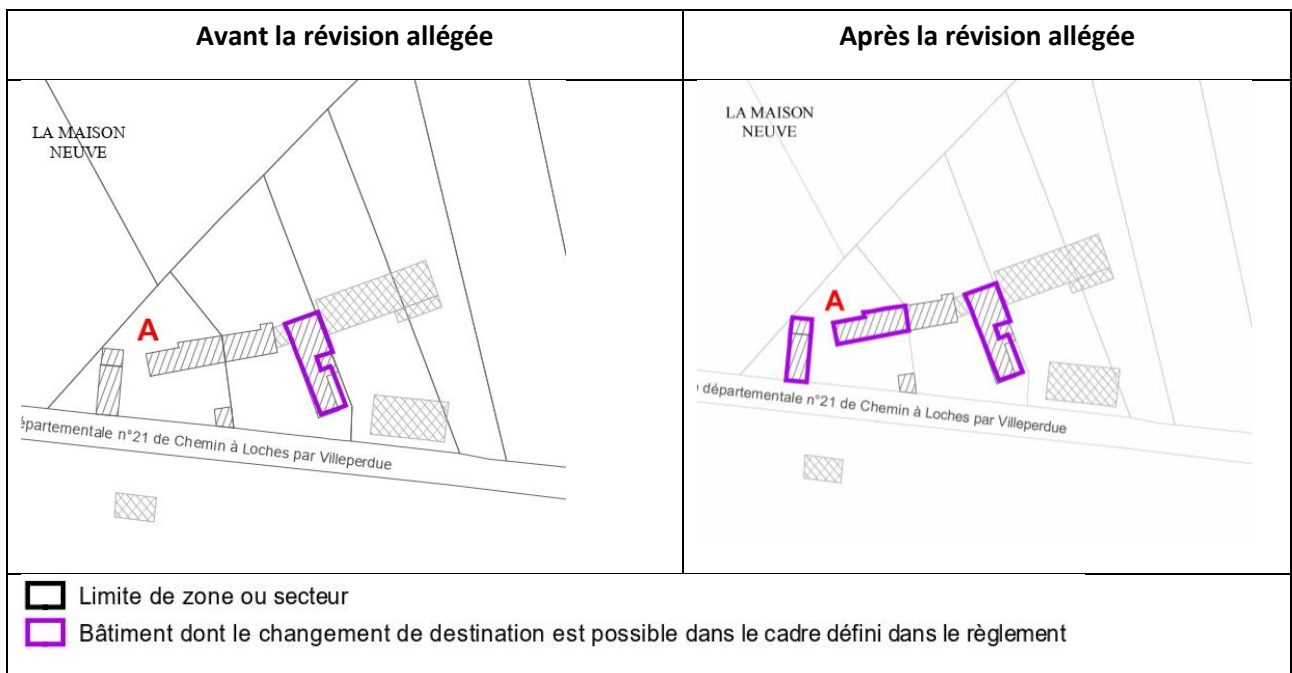 Avant la révision allégée
Après la révision allégée
LA MAISON
NEUVE
A
épartementale n°21 de Chemin à Loches par Villeperdue
LA MAISON
NEUVE
A
e départementale n°21 de Chemin à Loches par Villeperdue
Limite de zone ou secteur
Bâtiment dont le changement de destination est possible dans le cadre défini dans le règlement